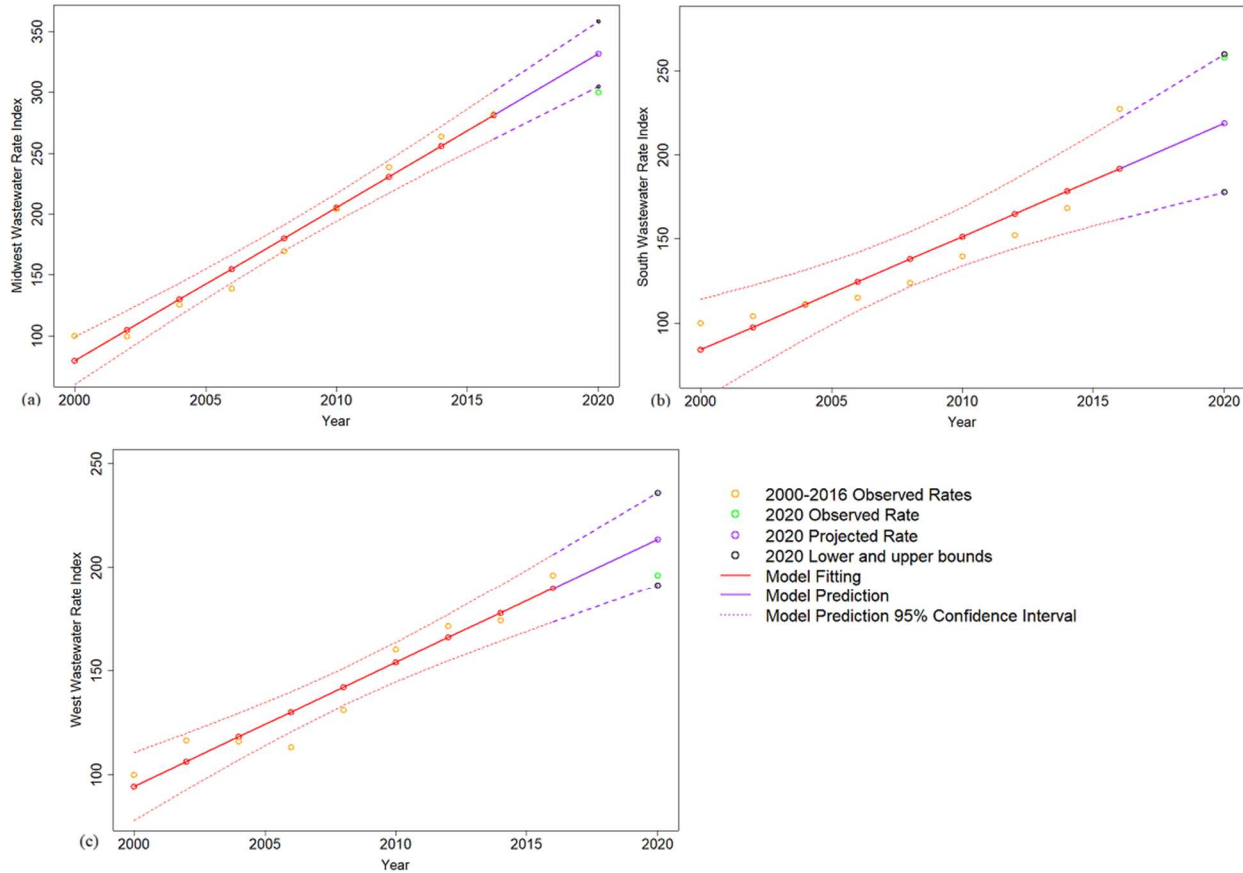 Midwest Wastewater Rate Index
350
300
250
200
150
100
2000
2005
2010
2015
2020
Year
(a)
South Wastewater Rate Index
250
200
150
100
2000
2005
2010
2015
2020
Year
(b)
West Wastewater Rate Index
250
200
150
100
2000
2005
2010
2015
2020
Year
(c)
2000-2016 Observed Rates
2020 Observed Rate
2020 Projected Rate
2020 Lower and upper bounds
Model Fitting
Model Prediction
Model Prediction 95% Confidence Interval